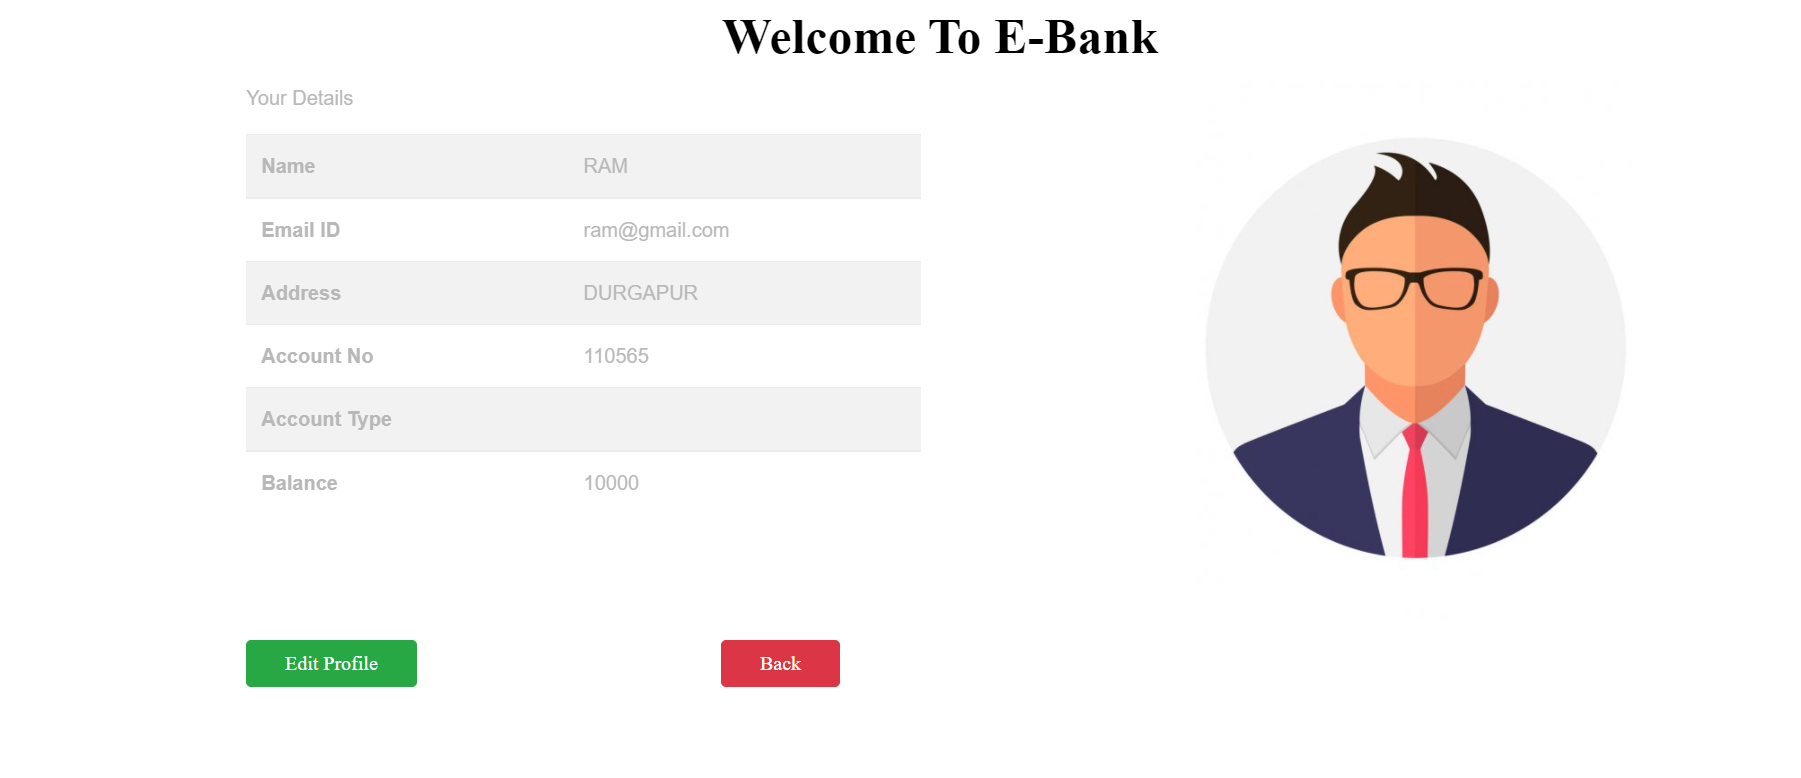 Welcome To E-Bank
Your Details
Name RAM
Email ID ram@gmail.com
Address DURGAPUR
Account No 110565
Account Type
Balance 10000
Edit Profile Back